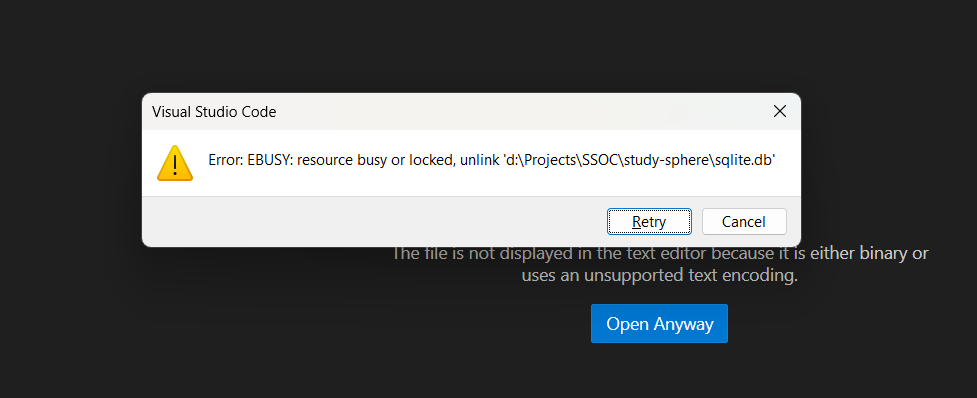 Visual Studio Code
Error: EBUSY: resource busy or locked, unlink 'd:\Projects\SSOC\study-sphere\sqlite.db'
Retry
Cancel
The file is not displayed in the text editor because it is either binary or
uses an unsupported text encoding.
Open Anyway